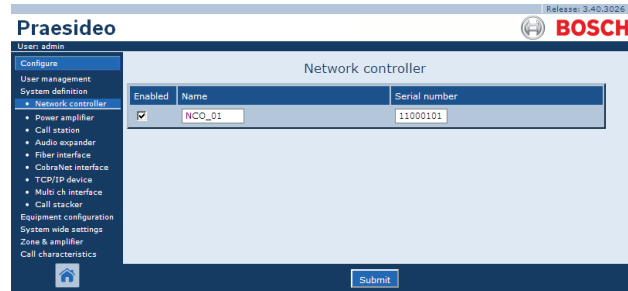 Release: 3.40.3026
Praesideo
BOSCH
User: admin
Configure
User management
System definition
• Network controller
• Power amplifier
• Call station
• Audio expander
• Fiber interface
• CobraNet interface
• TCP/IP device
• Multi ch interface
• Call stacker
Equipment configuration
System wide settings
Zone & amplifier
Call characteristics
Network controller
Enabled Name Serial number
NCO_01 11000101
Submit